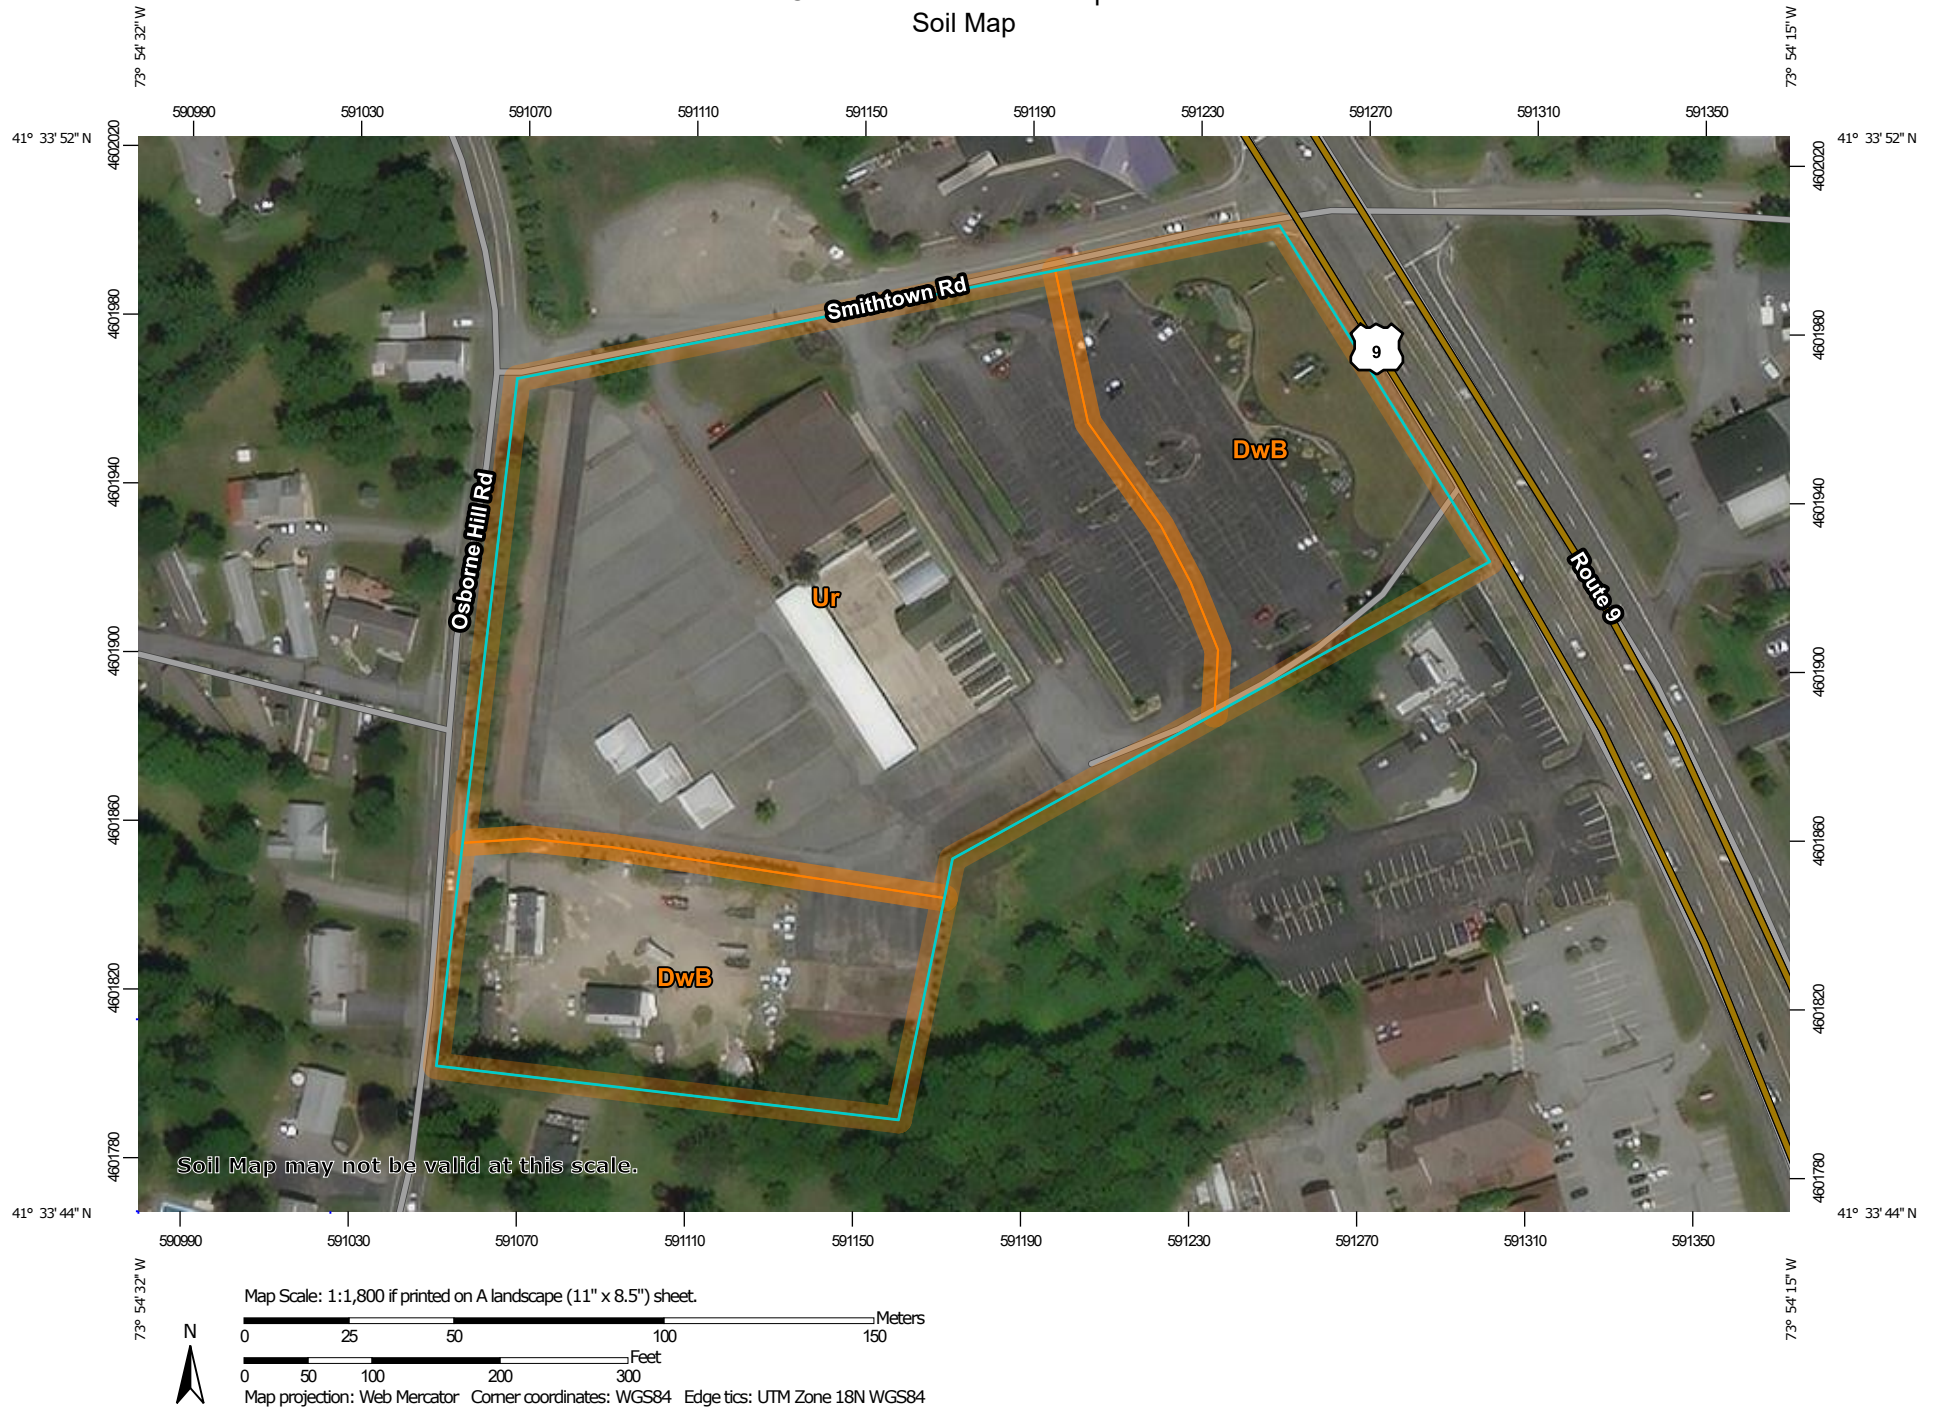 Soil Map
73° 54' 32" W
73° 54' 15" W
590990 591030 591070 591110 591150 591190 591230 591270 591310 591350
41° 33' 52" N
41° 33' 52" N
4602020
4601980
4601940
4601900
4601860
4601820
4601780
4602020
4601980
4601940
4601900
4601860
4601820
4601780
Smithtown Rd
9
DwB
Osborne Hill Rd
Route 9
Ur
DwB
Soil Map may not be valid at this scale.
41° 33' 44" N
41° 33' 44" N
590990 591030 591070 591110 591150 591190 591230 591270 591310 591350
73° 54' 32" W
73° 54' 15" W
Map Scale: 1:1,800 if printed on A landscape (11" x 8.5") sheet.
N
Meters
0 25 50 100 150
Feet
0 50 100 200 300
Map projection: Web Mercator Corner coordinates: WGS84 Edge tics: UTM Zone 18N WGS84